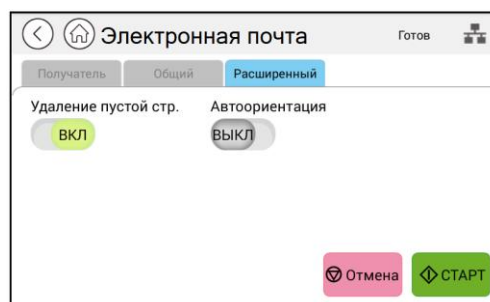 Электронная почта Готов
Получатель Общий Расширенный
Удаление пустой стр. Автоориентация
ВКЛ ВЫКЛ
Отмена СТАРТ